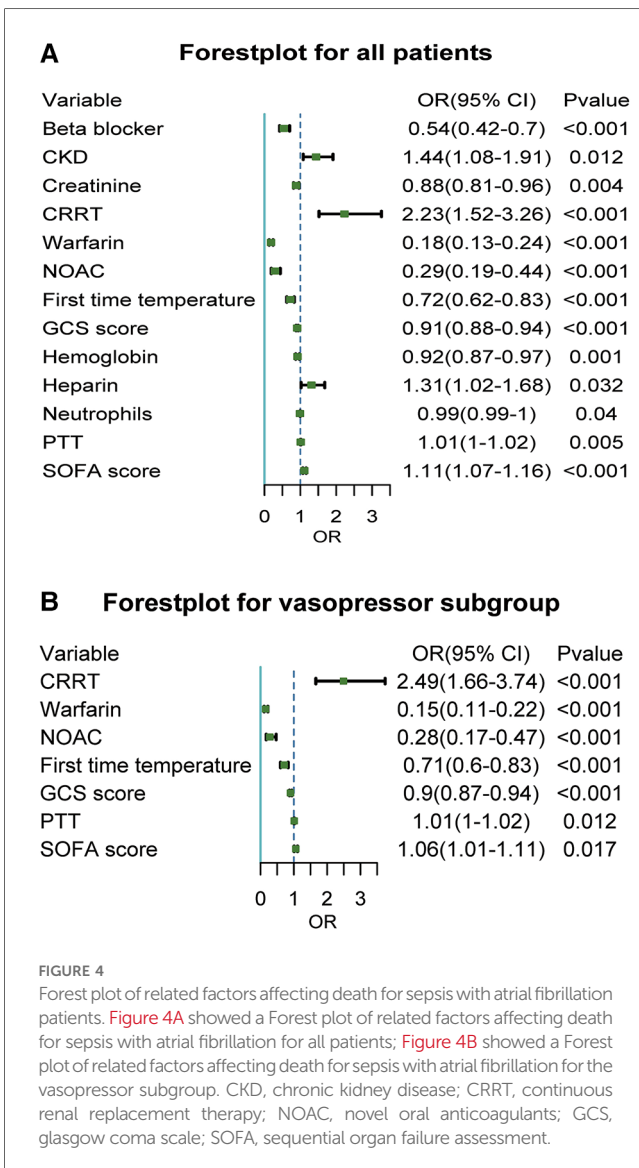 A Forestplot for all patients
Variable OR(95% CI) Pvalue
Beta blocker 0.54(0.42-0.7) <0.001
CKD 1.44(1.08-1.91) 0.012
Creatinine 0.88(0.81-0.96) 0.004
CRRT 2.23(1.52-3.26) <0.001
Warfarin 0.18(0.13-0.24) <0.001
NOAC 0.29(0.19-0.44) <0.001
First time temperature 0.72(0.62-0.83) <0.001
GCS score 0.91(0.88-0.94) <0.001
Hemoglobin 0.92(0.87-0.97) 0.001
Heparin 1.31(1.02-1.68) 0.032
Neutrophils 0.99(0.99-1) 0.04
PTT 1.01(1-1.02) 0.005
SOFA score 1.11(1.07-1.16) <0.001
0 1 2 3
OR
B Forestplot for vasopressor subgroup
Variable OR(95% CI) Pvalue
CRRT 2.49(1.66-3.74) <0.001
Warfarin 0.15(0.11-0.22) <0.001
NOAC 0.28(0.17-0.47) <0.001
First time temperature 0.71(0.6-0.83) <0.001
GCS score 0.9(0.87-0.94) <0.001
PTT 1.01(1-1.02) 0.012
SOFA score 1.06(1.01-1.11) 0.017
0 1 2 3
OR
FIGURE 4
Forest plot of related factors affecting death for sepsis with atrial fibrillation
patients. Figure 4A showed a Forest plot of related factors affecting death
for sepsis with atrial fibrillation for all patients; Figure 4B showed a Forest
plot of related factors affecting death for sepsis with atrial fibrillation for the
vasopressor subgroup. CKD, chronic kidney disease; CRRT, continuous
renal replacement therapy; NOAC, novel oral anticoagulants; GCS,
glasgow coma scale; SOFA, sequential organ failure assessment.